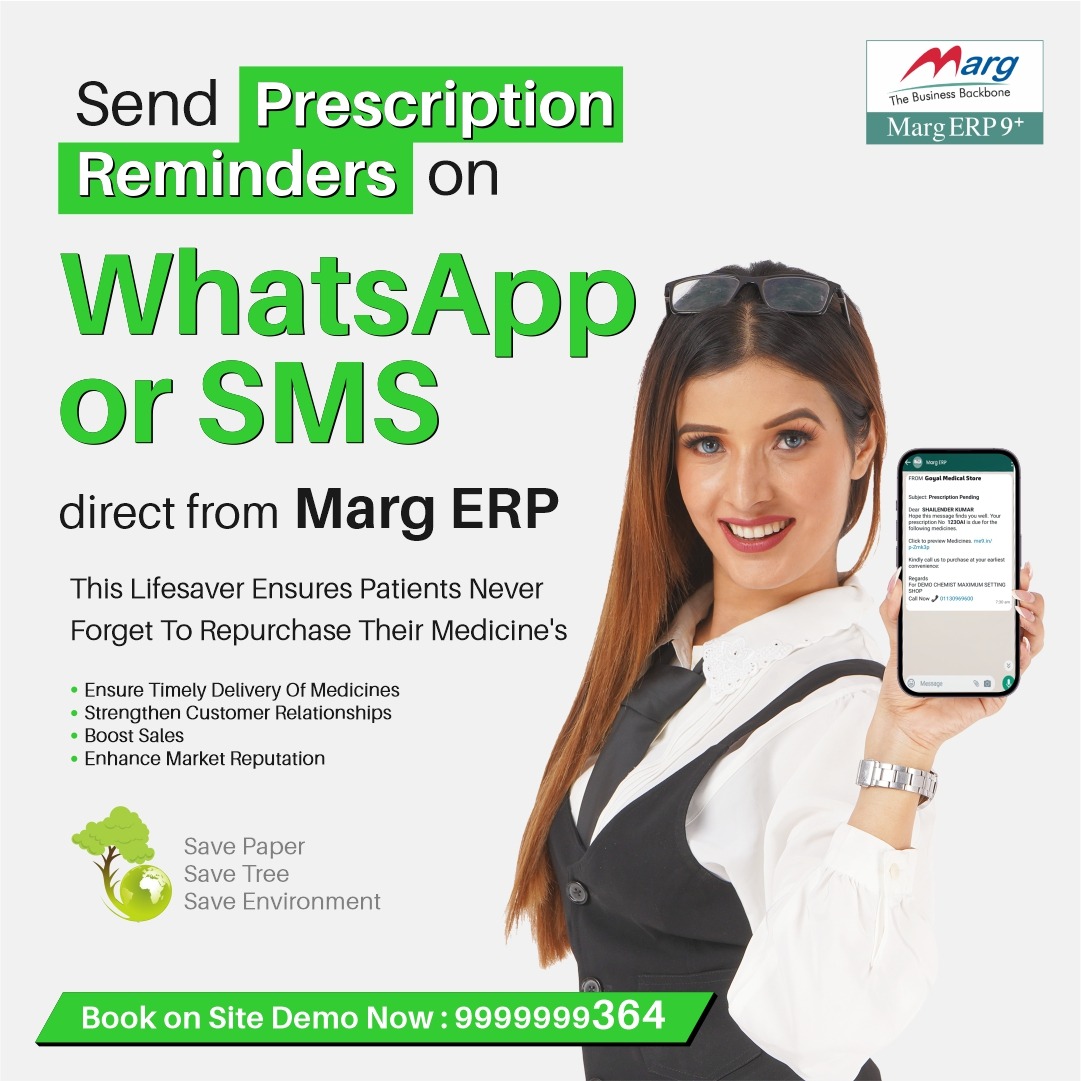 Send Prescription
Reminders on
WhatsApp
or SMS
direct from Marg ERP
This Lifesaver Ensures Patients Never
Forget To Repurchase Their Medicine's
• Ensure Timely Delivery Of Medicines
• Strengthen Customer Relationships
• Boost Sales
• Enhance Market Reputation
Save Paper
Save Tree
Save Environment
Book on Site Demo Now : 9999999364
Marg
The Business Backbone
Marg ERP 9+
Marg ERP
FROM Goyal Medical Store
Subject: Prescription Pending
Dear SHAILENDER KUMAR
Hope this message finds you well. Your
prescription No 1230AI is due for the
following medicines.
Click to preview Medicines. mir9.in/
p-Zmk3p
Kindly call us to purchase at your earliest
convenience:
Regards
For DEMO CHEMIST MAXIMUM SETTING
SHOP
Call Now 01130969600
Message